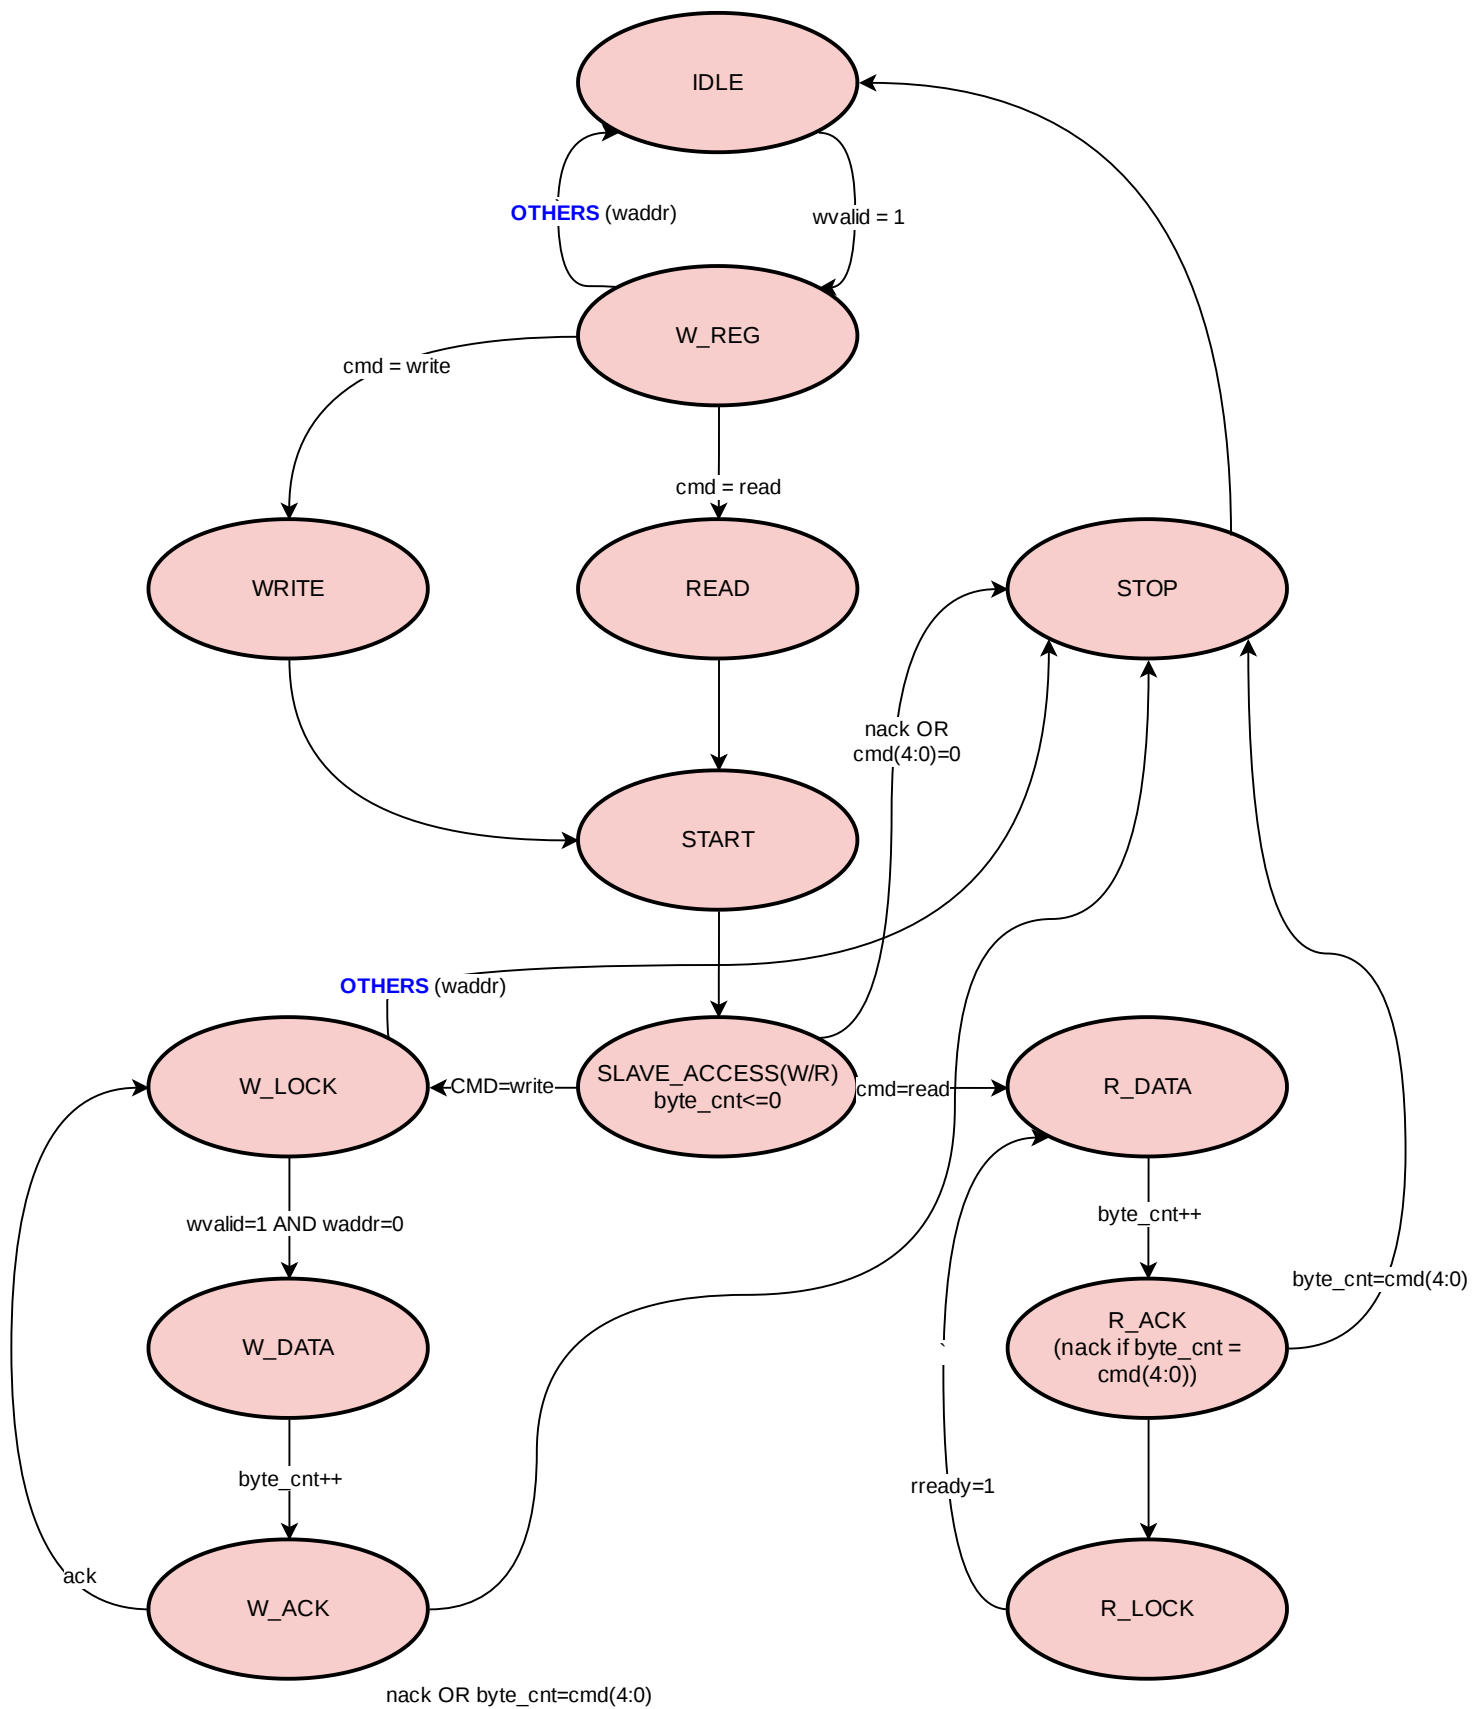 IDLE
OTHERS (waddr)
wvalid = 1
W_REG
cmd = write
cmd = read
WRITE
READ
STOP
nack OR
cmd(4:0)=0
START
OTHERS (waddr)
W_LOCK
CMD=write
SLAVE_ACCESS(W/R)
byte_cnt<=0
cmd=read
R_DATA
wvalid=1 AND waddr=0
byte_cnt++
byte_cnt=cmd(4:0)
W_DATA
`
R_ACK
(nack if byte_cnt =
cmd(4:0))
byte_cnt++
rready=1
ack
W_ACK
R_LOCK
nack OR byte_cnt=cmd(4:0)